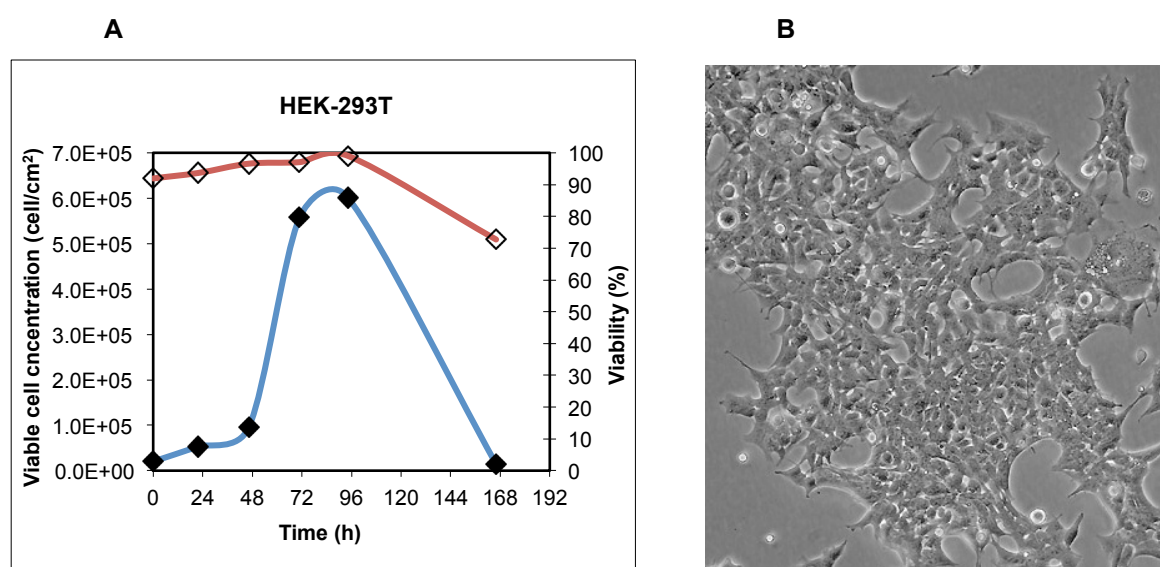 A
B
HEK-293T
Viable cell cncentration (cell/cm²)
7.0E+05
6.0E+05
5.0E+05
4.0E+05
3.0E+05
2.0E+05
1.0E+05
0.0E+00
100
90
80
70
60
50
40
30
20
10
0
Viability (%)
0 24 48 72 96 120 144 168 192
Time (h)